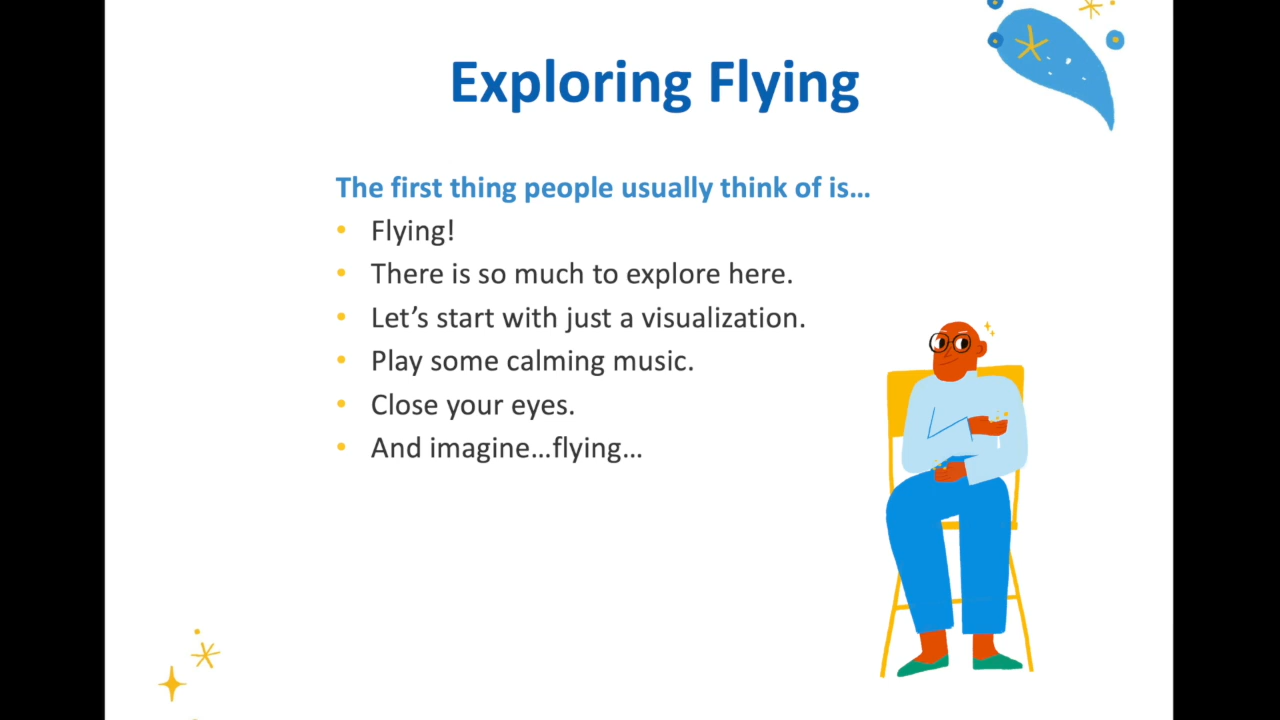 Exploring Flying
The first thing people usually think of is…
• Flying!
• There is so much to explore here.
• Let’s start with just a visualization.
• Play some calming music.
• Close your eyes.
• And imagine…flying…